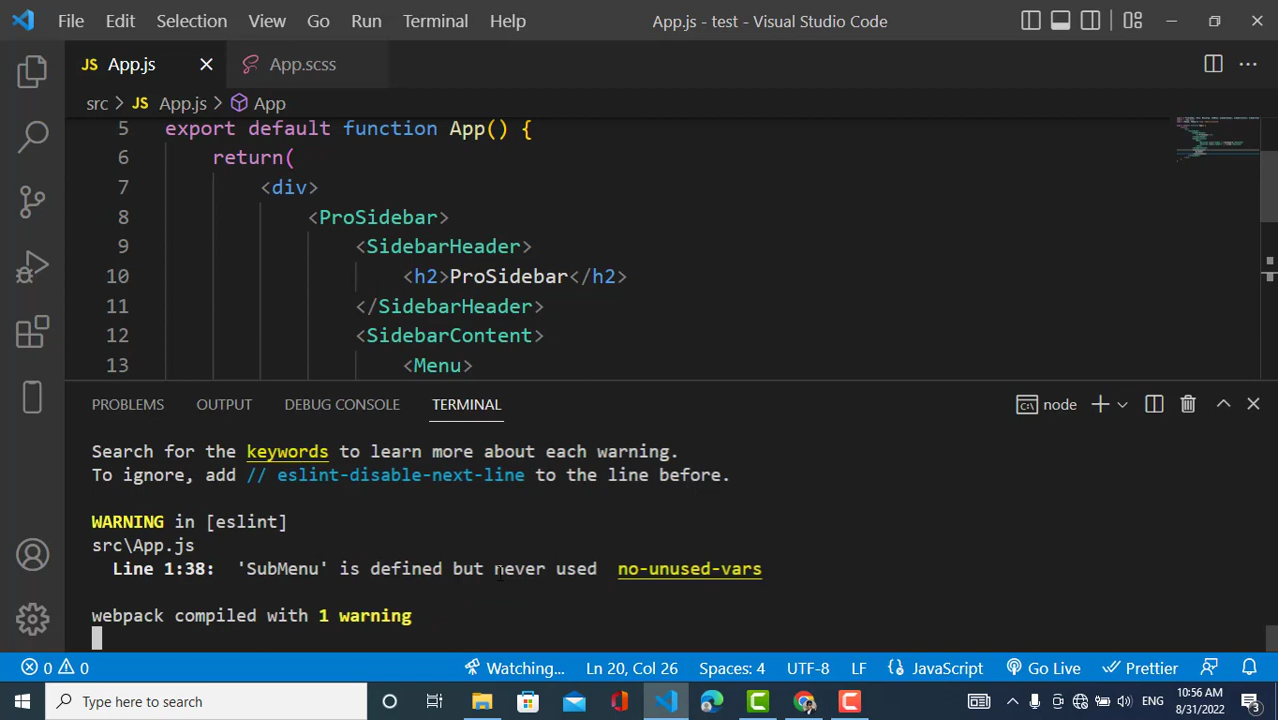 File Edit Selection View Go Run Terminal Help App.js - test - Visual Studio Code
JS App.js App.scss
src > JS App.js > App
5 export default function App() {
6 return(
7 <div>
8 <ProSidebar>
9 <SidebarHeader>
10 <h2>ProSidebar</h2>
11 </SidebarHeader>
12 <SidebarContent>
13 <Menu>
PROBLEMS OUTPUT DEBUG CONSOLE TERMINAL node
Search for the keywords to learn more about each warning.
To ignore, add // eslint-disable-next-line to the line before.
WARNING in [eslint]
src\App.js
Line 1:38: 'SubMenu' is defined but never used no-unused-vars
webpack compiled with 1 warning
0 0 Watching... Ln 20, Col 26 Spaces: 4 UTF-8 LF JavaScript Go Live Prettier
Type here to search ENG 10:56 AM
8/31/2022 3